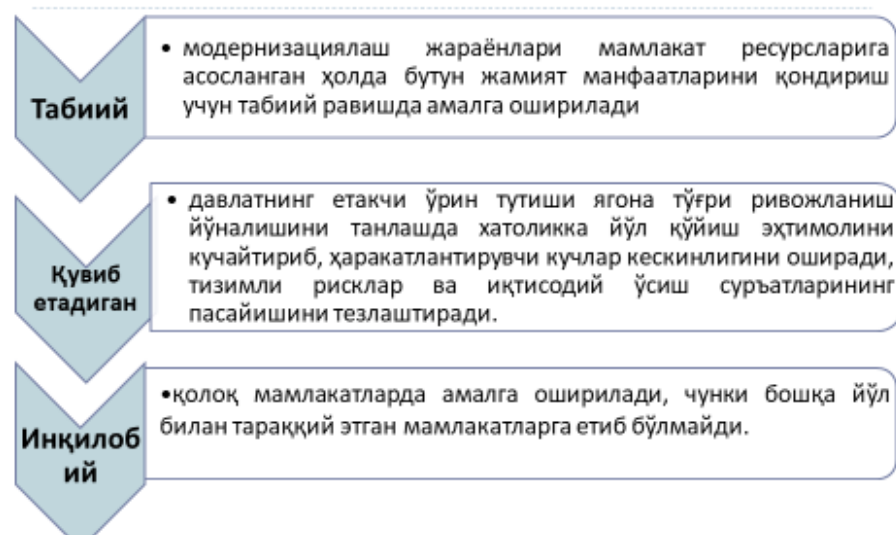 Табиий
• модернизациялаш жараёнлари мамлакат ресурсларига
асосланган ҳолда бутун жамият манфаатларини қондириш
учун табиий равишда амалга оширилади
Қувиб
етадиган
• давлатнинг етакчи ўрин тутиши ягона тўғри ривожланиш
йўналишини танлашда хатоликка йўл қўйиш эҳтимолини
кучайтириб, ҳаракатлантирувчи кучлар кескинлигини оширади,
тизимли рисклар ва иқтисодий ўсиш суръатларининг
пасайишини тезлаштиради.
Инқилоб
ий
•қолоқ мамлакатларда амалга оширилади, чунки бошқа йўл
билан тараққий этган мамлакатларга етиб бўлмайди.